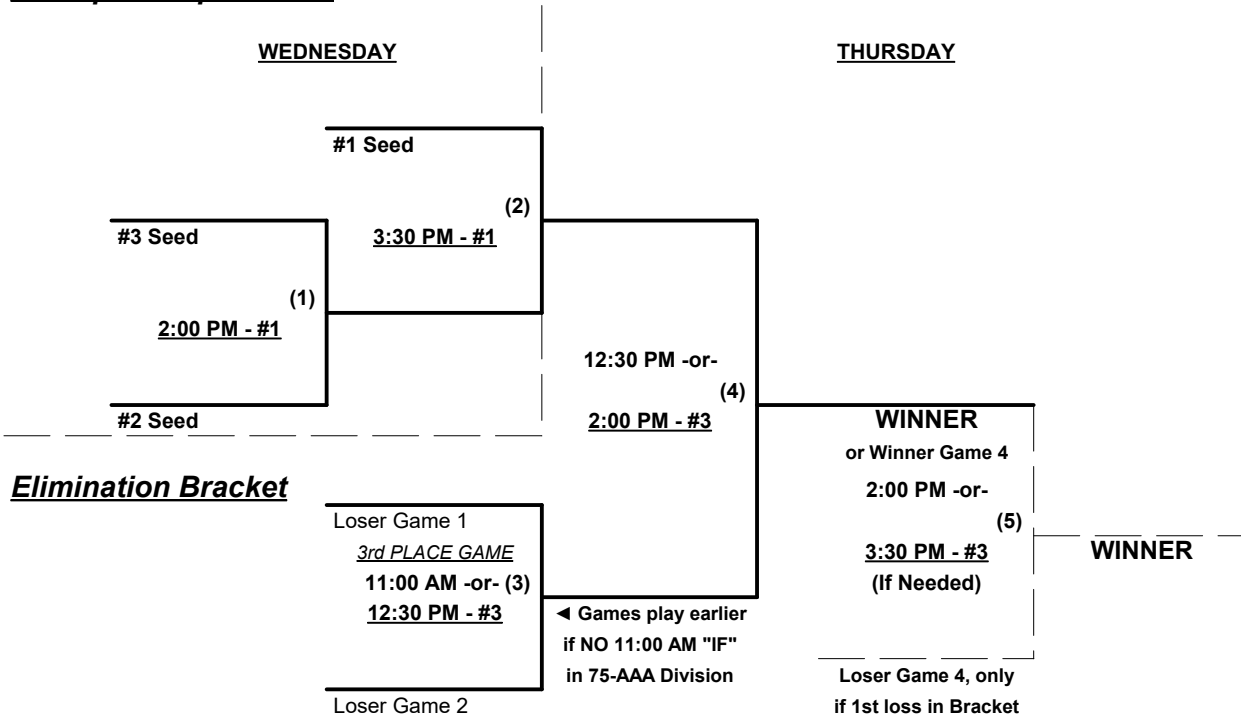 WEDNESDAY
THURSDAY
#1 Seed
(2)
3:30 PM - #1
#3 Seed
(1)
2:00 PM - #1
#2 Seed
12:30 PM -or-
(4)
2:00 PM - #3
WINNER
or Winner Game 4
2:00 PM -or-
(5)
3:30 PM - #3
(If Needed)
WINNER
Loser Game 4, only
if 1st loss in Bracket
Elimination Bracket
Loser Game 1
3rd PLACE GAME
11:00 AM -or- (3)
12:30 PM - #3
◄ Games play earlier
if NO 11:00 AM "IF"
in 75-AAA Division
Loser Game 2